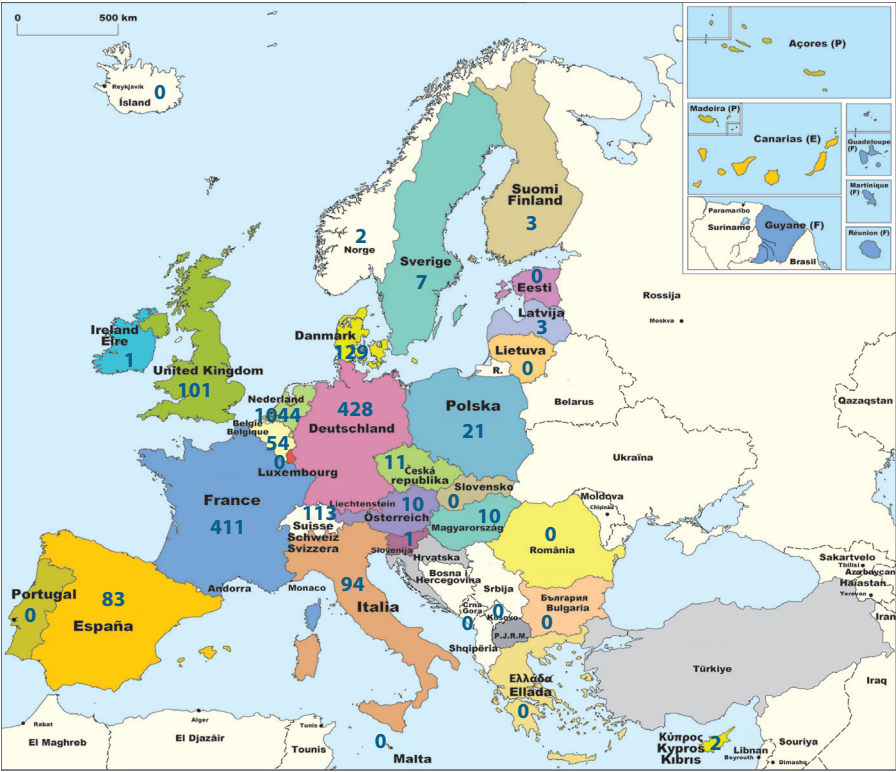 0
500 km
Açores (P)
Madeira (P)
Canarias (E)
Guadeloupe
(F)
Martinique
(F)
Paramaribo
Suriname
Guyane (F)
Brasil
Réunion (F)
Reykjavik
0
Ísland
2
Norge
Suomi
Finland
3
Sverige
7
0
Eesti
Latvija
3
Lietuva
0
R.
Rossija
Moskva
Danmark
129
Ireland
Eire
1
United Kingdom
101
Nederland
1044
België
Belgique
54
0
Luxembourg
428
Deutschland
Polska
21
Belarus
Qazaqstan
Ukraïna
11
Česká
republika
Slovensko
0
Moldova
Chişinău
France
411
Liechtenstein
10
Österreich
10
Magyarország
113
Suisse
Schweiz
Svizzera
1
Slovenija
Hrvatska
0
România
Bosna
Hercegovina
Srbija
Sakartvelo
Tbilisi
Azarbaycan
Haïastan
Yerevan
Iran
Andorra
Monaco
94
Italia
Portugal
0
83
España
Crna
Gora
0
0
Kosovo
P.J.R.M.
Shqipëria
България
Bulgaria
0
Ελλάδα
Ellada
0
Türkiye
Iraq
Κύπρος
Kypros
Kıbrıs
2
Libnan
Beyrouth
Souriya
Dimashq
0
Malta
Rabat
El Maghreb
Alger
El Djazâir
Tunis
Tounis